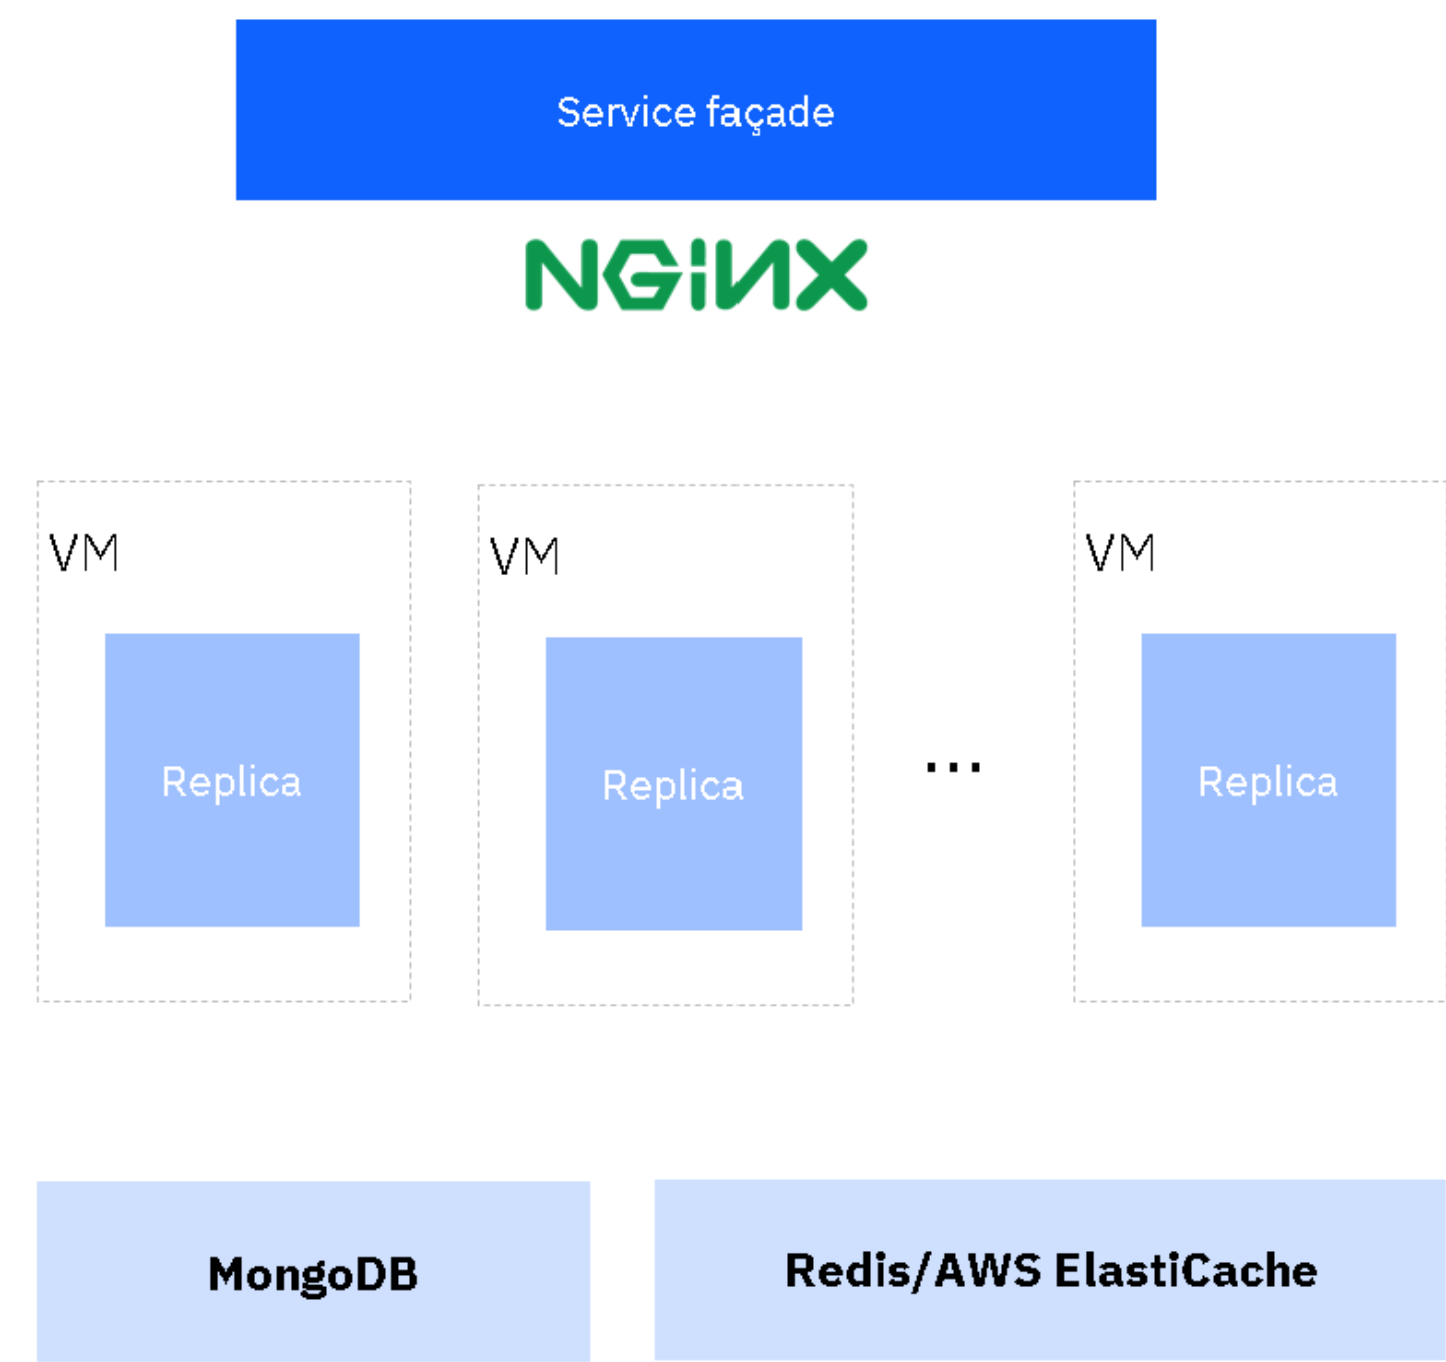 Service façade
NGINX
VM
VM
VM
Replica
Replica
...
Replica
MongoDB
Redis/AWS ElastiCache